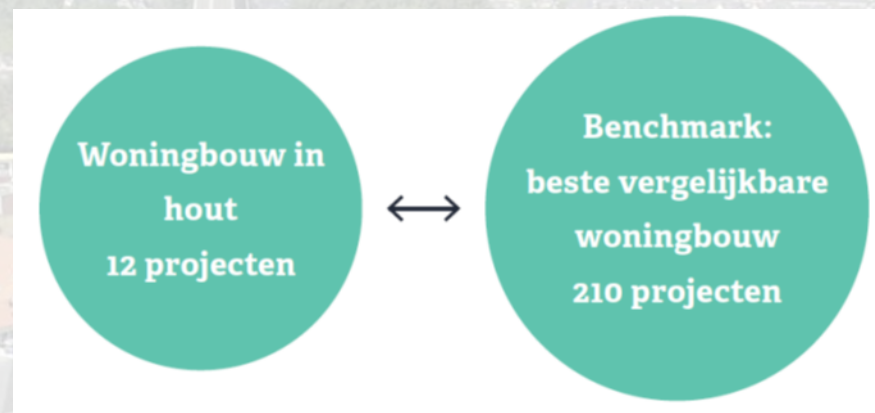 Woningbouw in
hout
12 projecten
Benchmark:
beste vergelijkbare
woningbouw
210 projecten